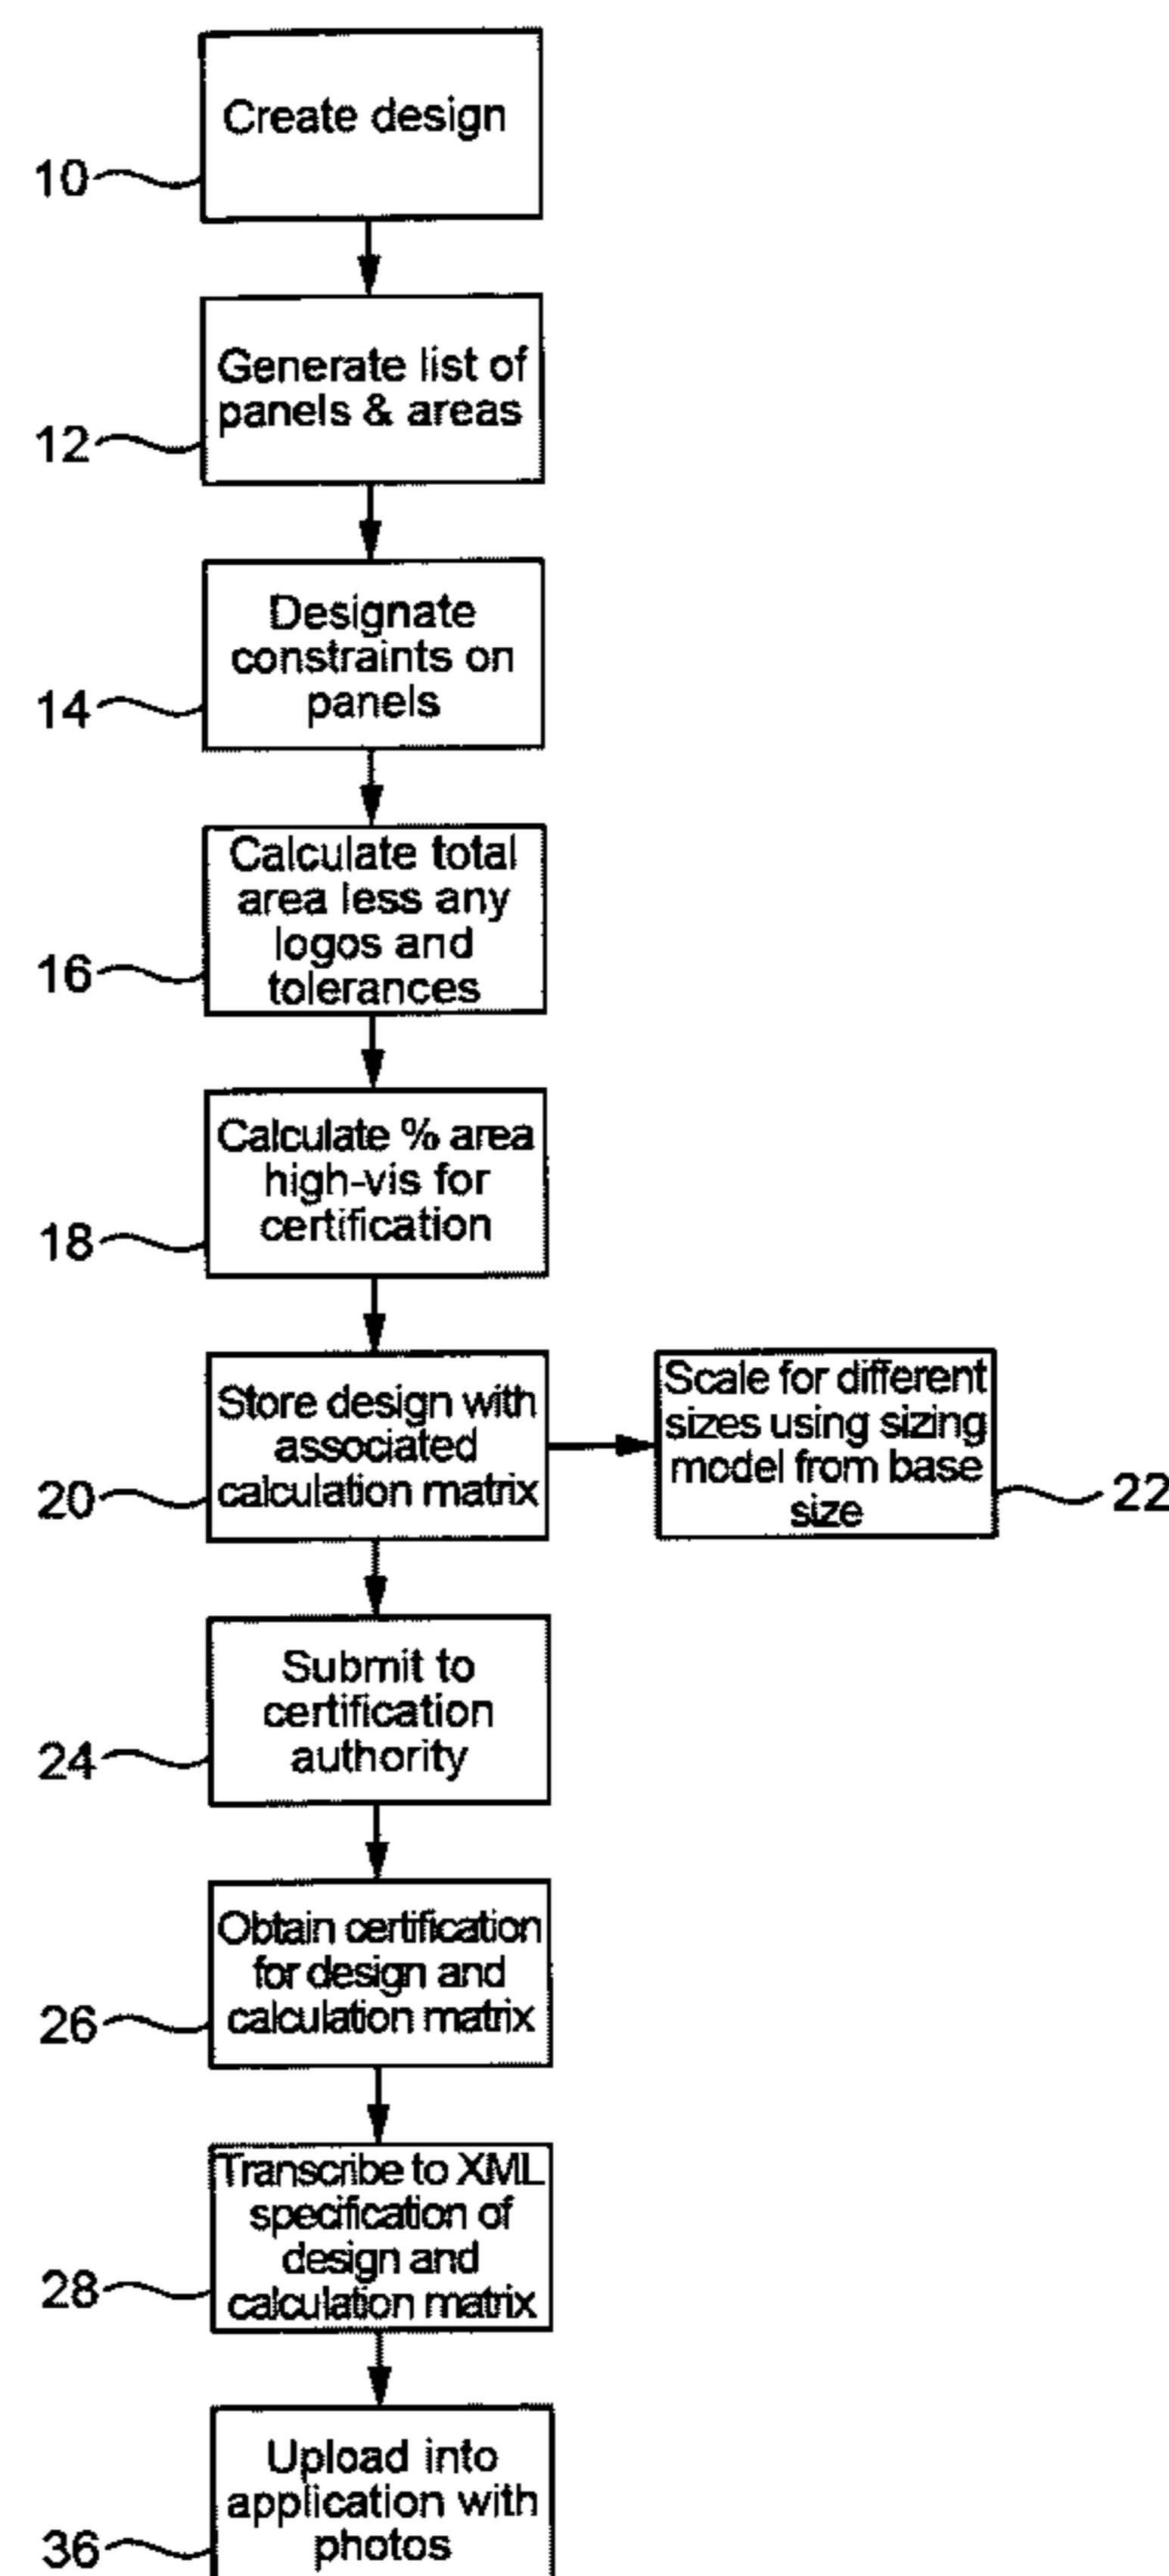 Create design
10
Generate list of
panels & areas
12
Designate
constraints on
panels
14
Calculate total
area less any
logos and
tolerances
16
Calculate % area
high-vis for
certification
18
Store design with
associated
calculation matrix
20
Scale for different
sizes using sizing
model from base
size
22
Submit to
certification
authority
24
Obtain certification
for design and
calculation matrix
26
Transcribe to XML
specification of
design and
calculation matrix
28
Upload into
application with
photos
36